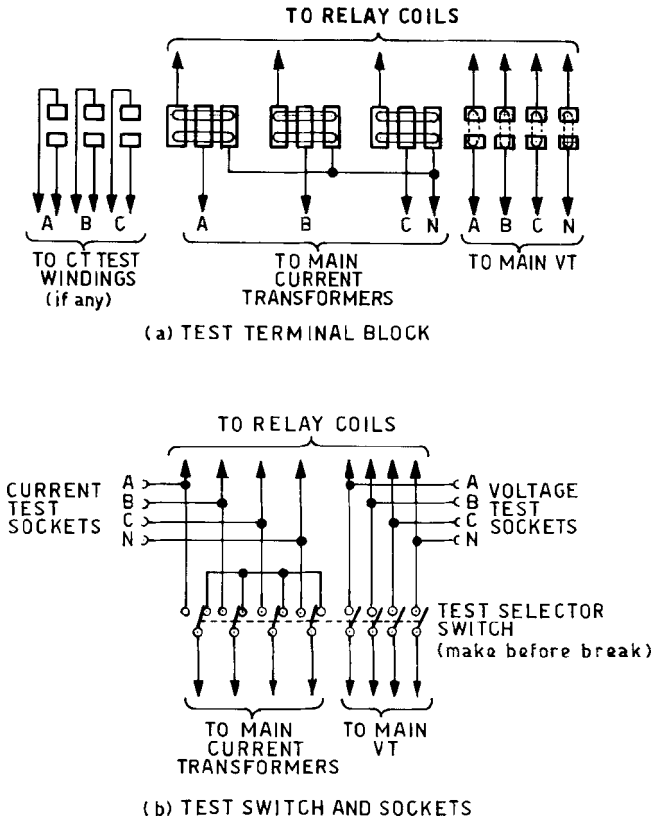 TO RELAY COILS
A B C
A B C N
A B C N
TO CT TEST
WINDINGS
(if any)
TO MAIN
CURRENT
TRANSFORMERS
TO MAIN VT
(a) TEST TERMINAL BLOCK
TO RELAY COILS
CURRENT
TEST
SOCKETS
A
B
C
N
A
B
C
N
VOLTAGE
TEST
SOCKETS
TEST SELECTOR
SWITCH
(make before break)
TO MAIN
CURRENT
TRANSFORMERS
TO MAIN
VT
(b) TEST SWITCH AND SOCKETS